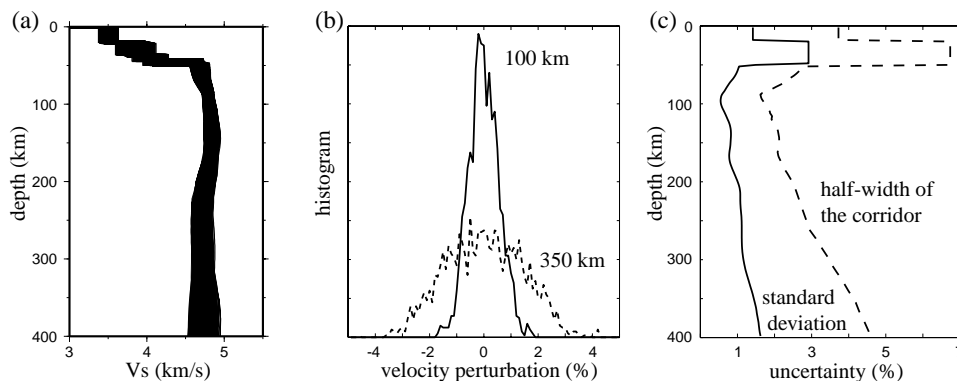 (a)
0
100
200
300
400
depth (km)
3
4
5
Vs (km/s)
(b)
histogram
100 km
350 km
-4
-2
0
2
4
velocity perturbation (%)
(c)
0
100
200
300
400
depth (km)
half-width of
the corridor
standard
deviation
1
3
5
7
uncertainty (%)